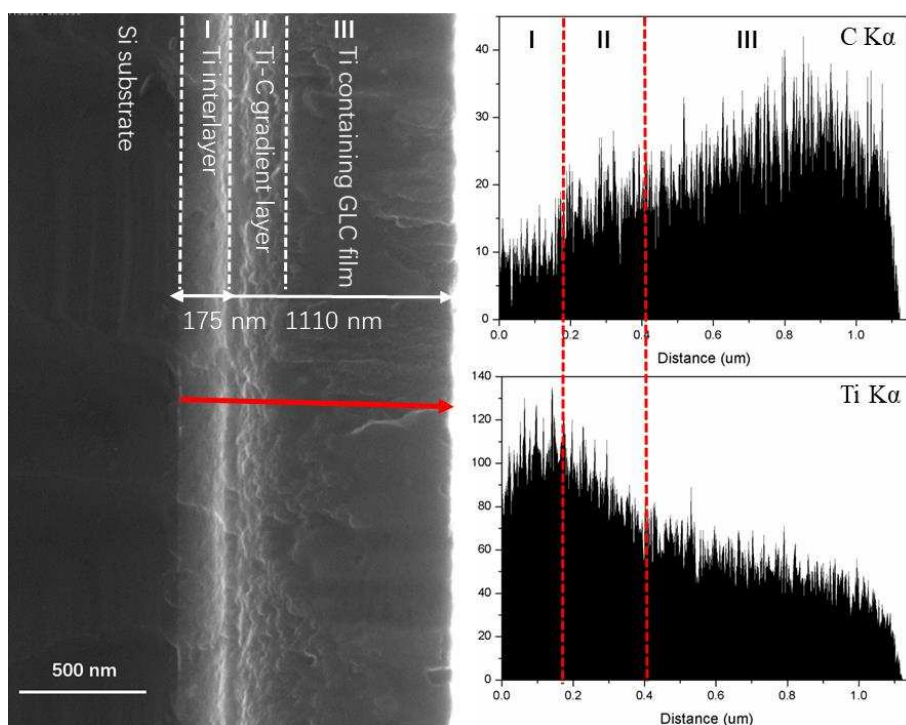 Si substrate
I
Ti interlayer
II
Ti-C gradient layer
III
Ti containing GLC film
175 nm
1110 nm
500 nm
C Kα
I
II
III
40
30
20
10
0
0.0 0.2 0.4 0.6 0.8 1.0
Distance (um)
Ti Kα
140
120
100
80
60
40
20
0
0.0 0.2 0.4 0.6 0.8 1.0
Distance (um)